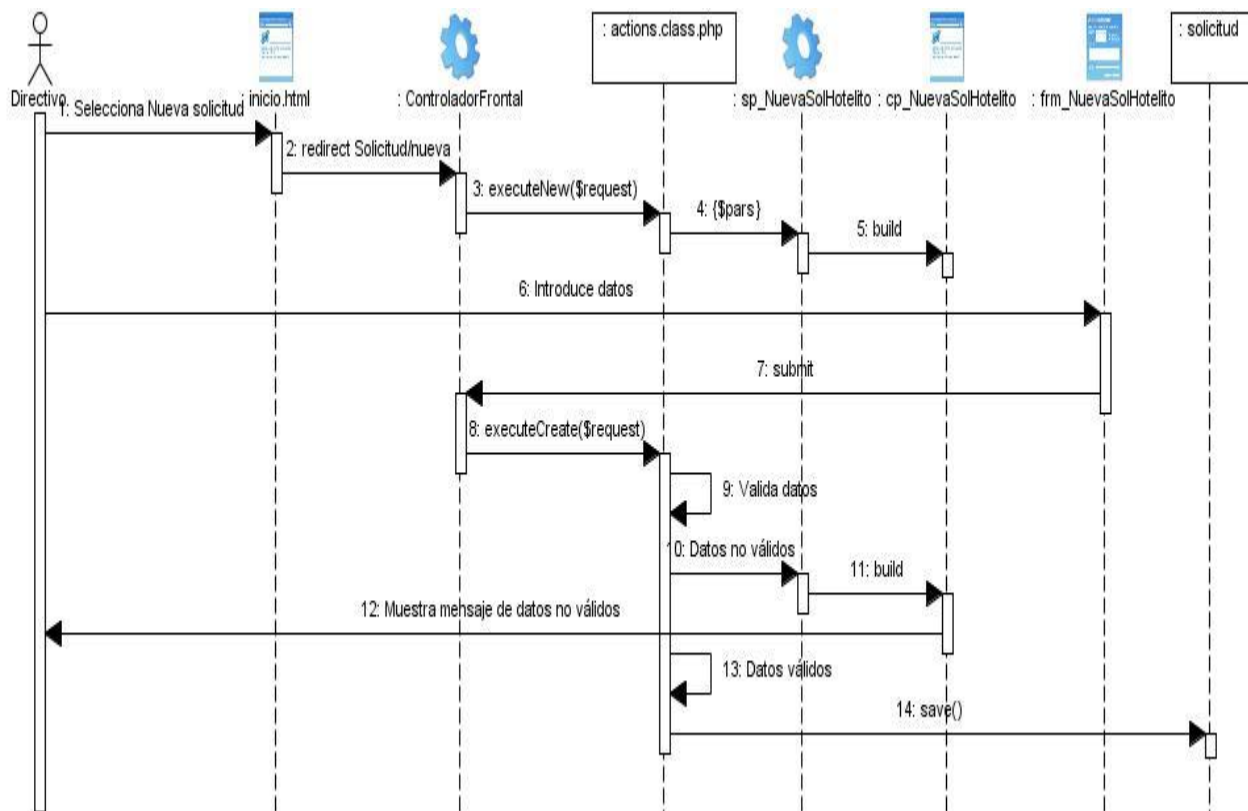 : actions.class.php
: solicitud
Directivo
: inicio.html
: ControladorFrontal
: sp_NuevaSolHotelito
: cp_NuevaSolHotelito
: frm_NuevaSolHotelito
1: Selecciona Nueva solicitud
2: redirect Solicitud/nueva
3: executeNew($request)
4: {$pars}
5: build
6: Introduce datos
7: submit
8: executeCreate($request)
9: Valida datos
10: Datos no válidos
11: build
12: Muestra mensaje de datos no válidos
13: Datos válidos
14: save()